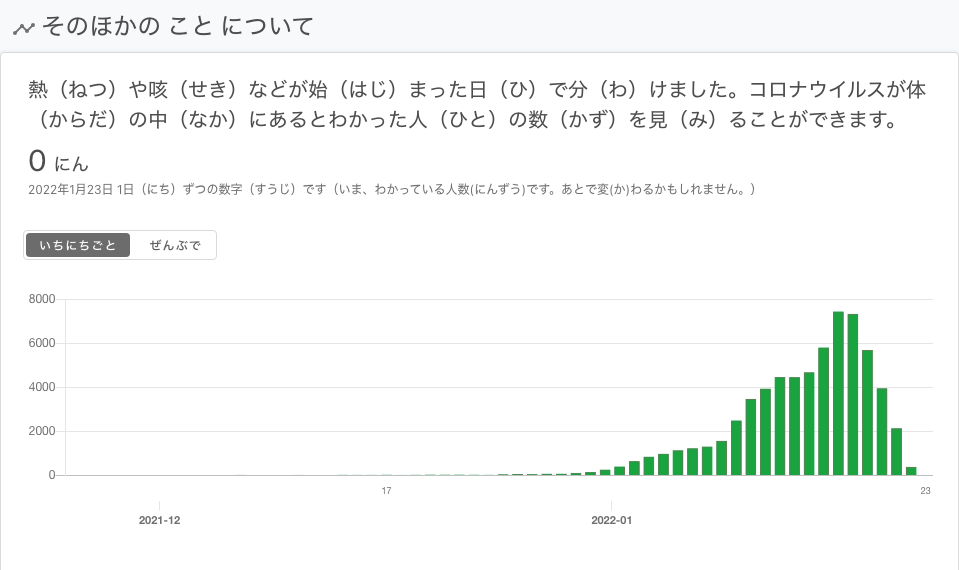 そのほかの こと について
熱（ねつ）や咳（せき）などが始（はじ）まった日（ひ）で分（わ）けました。コロナウイルスが体
（からだ）の中（なか）にあるとわかった人（ひと）の数（かず）を見（み）ることができます。
0 にん
2022年1月23日 1日（にち）ずつの数字（すうじ）です（いま、わかっている人数(にんずう)です。あとで変(か)わるかもしれません。）
いちにちごと ぜんぶで
8000
6000
4000
2000
0
17 23
2021-12 2022-01